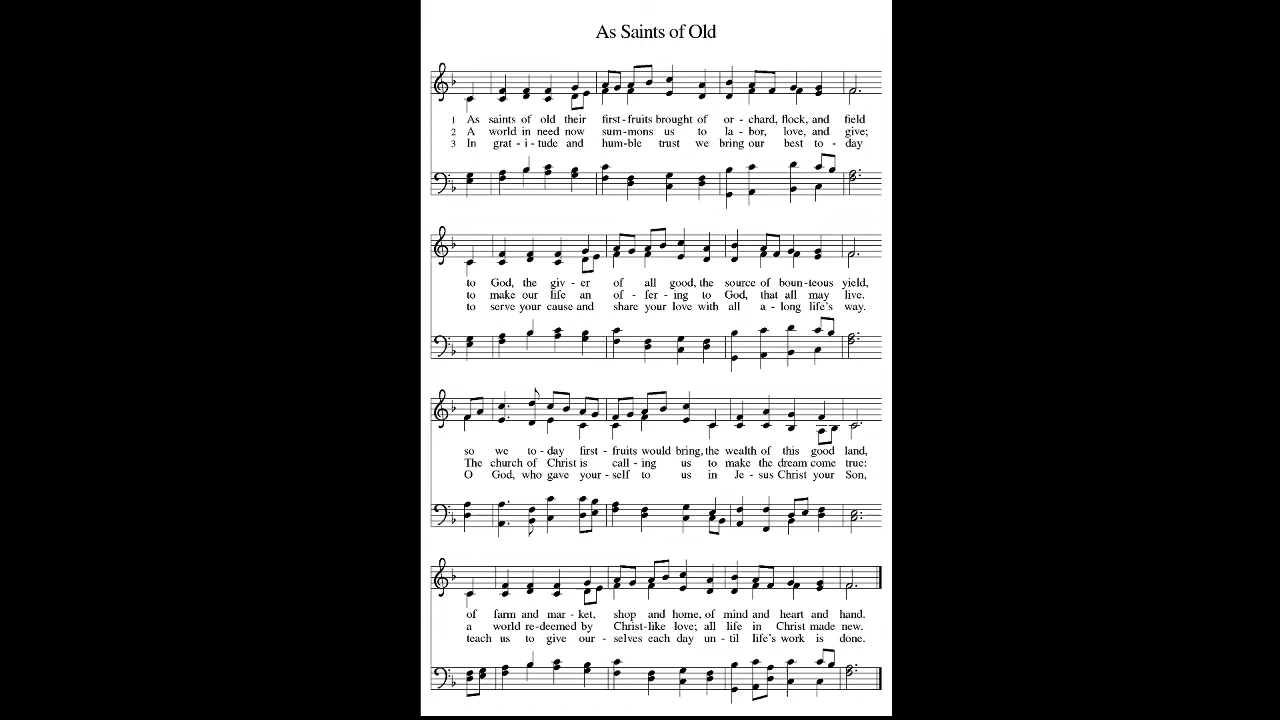 As Saints of Old
1 As saints of old their first - fruits brought of or - chard, flock, and field
2 A world in need now sum - mons us to la - bor, love, and give;
3 In grat - i - tude and hum - ble trust we bring our best to - day
to God, the giv - er of all good, the source of boun - teous yield,
to make our life an of - fer - ing to God, that all may live.
to serve your cause and share your love with all a - long life's way.
so we to - day first - fruits would bring, the wealth of this good land,
The church of Christ is call - ing us to make the dream come true:
O God, who gave your - self to us in Je - sus Christ your Son,
of farm and mar - ket, shop and home, of mind and heart and hand.
a world re - deemed by Christ - like love; all life in Christ made new.
teach us to give our - selves each day un - til life's work is done.